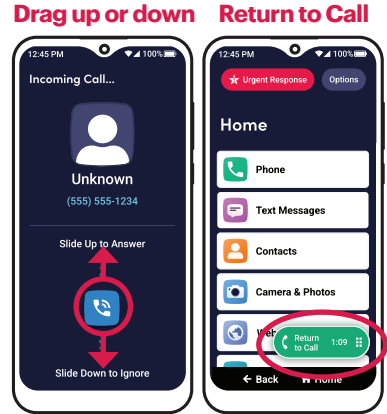 Drag up or down
Return to Call
12:45 PM
100%
Incoming Call...
Unknown
(555) 555-1234
Slide Up to Answer
Slide Down to Ignore
12:45 PM
100%
Urgent Response
Options
Home
Phone
Text Messages
Contacts
Camera & Photos
Web
Return
to Call
1:09
Back
Home